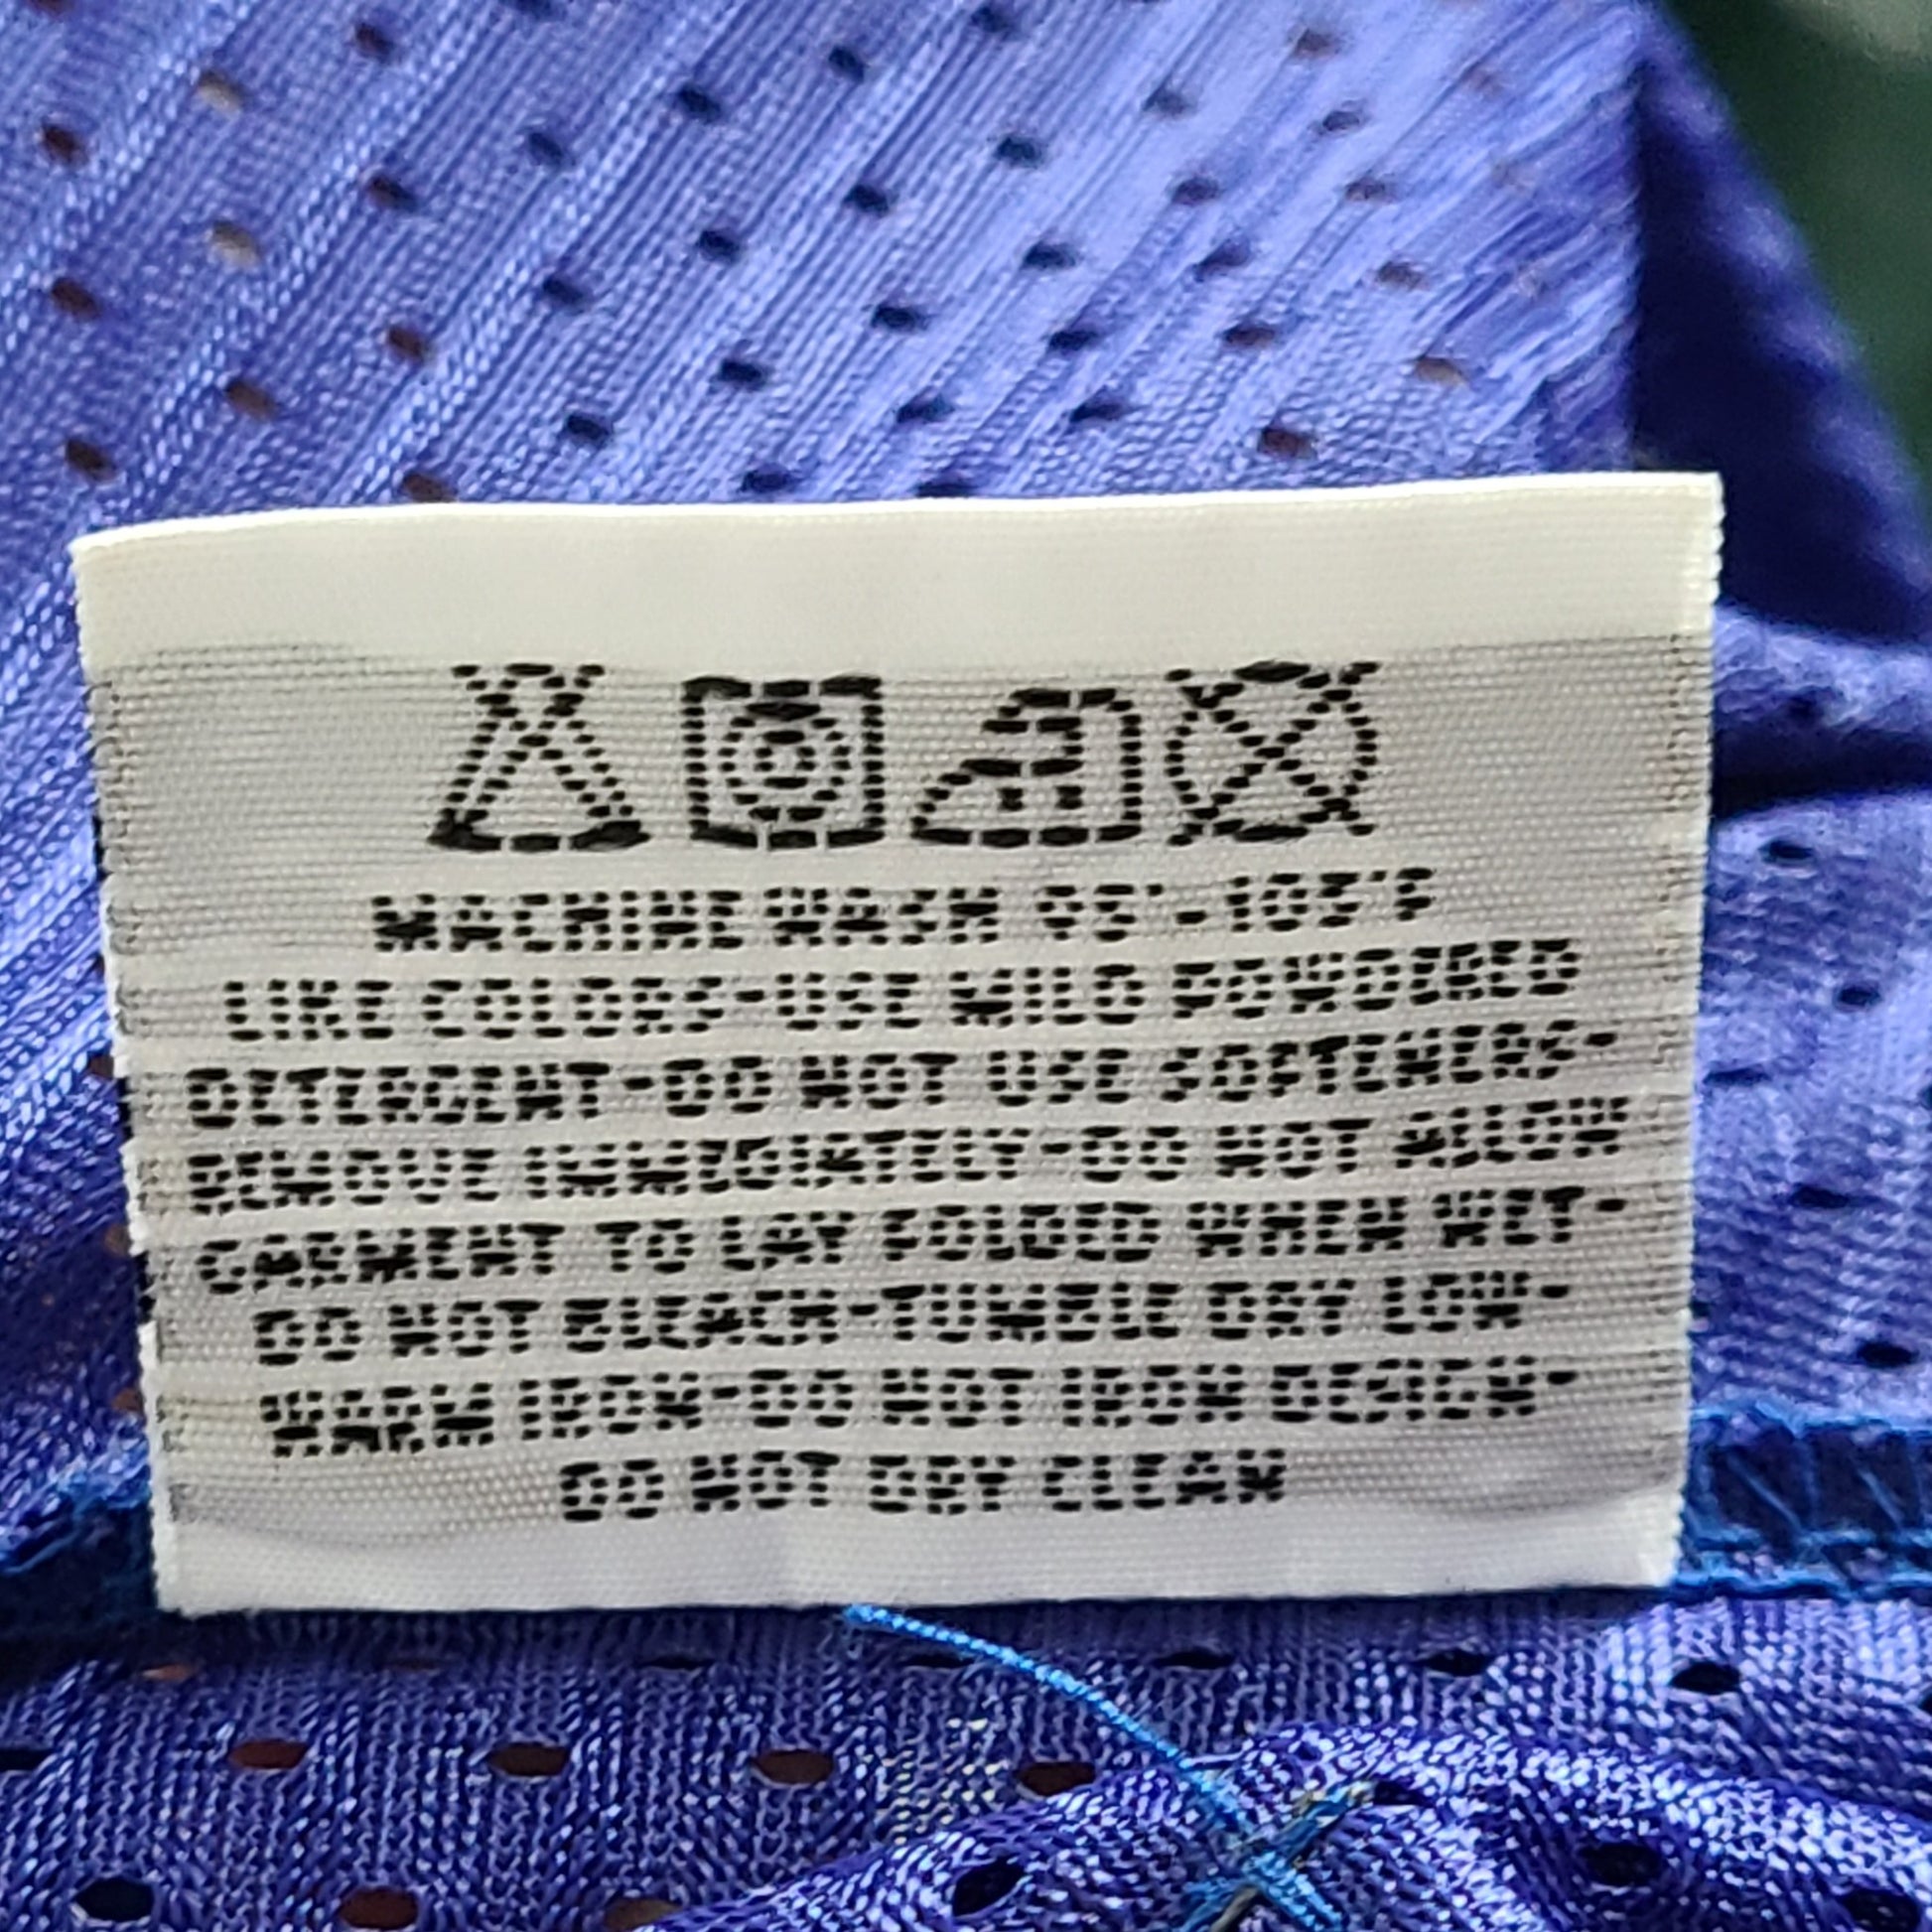 MACHINE WASH 95°-105°F
LIKE COLORS-USE MILD POWDERED
DETERGENT-DO NOT USE SOFTENERS-
REMOVE IMMEDIATELY-DO NOT ALLOW
GARMENT TO LAY FOLDED WHEN WET-
DO NOT BLEACH-TUMBLE DRY LOW-
WARM IRON-DO NOT IRON DESIGN-
DO NOT DRY CLEAN